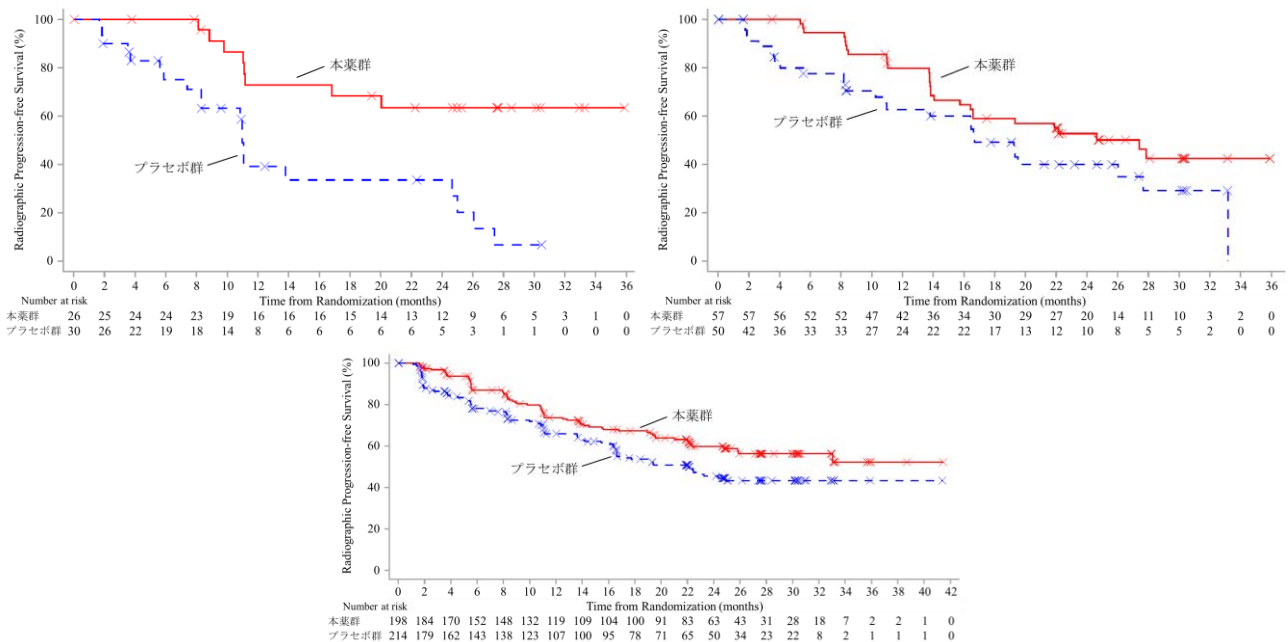 Radiographic Progression-free Survival (%)
100
80
60
40
20
0
本薬群
プラセボ群
0 2 4 6 8 10 12 14 16 18 20 22 24 26 28 30 32 34 36
Number at risk
Time from Randomization (months)
本薬群 26 25 24 24 23 19 16 16 16 15 14 13 12 9 6 5 3 1 0
プラセボ群 30 26 22 19 18 14 8 6 6 6 6 6 5 3 1 1 0 0 0
Radiographic Progression-free Survival (%)
100
80
60
40
20
0
本薬群
プラセボ群
0 2 4 6 8 10 12 14 16 18 20 22 24 26 28 30 32 34 36
Number at risk
Time from Randomization (months)
本薬群 57 57 56 52 52 47 42 36 34 30 29 27 20 14 11 10 3 2 0
プラセボ群 50 42 36 33 33 27 24 22 22 17 13 12 10 8 5 5 2 0 0
Radiographic Progression-free Survival (%)
100
80
60
40
20
0
本薬群
プラセボ群
0 2 4 6 8 10 12 14 16 18 20 22 24 26 28 30 32 34 36 38 40 42
Number at risk
Time from Randomization (months)
本薬群 198 184 170 152 148 132 119 109 104 100 91 83 63 43 31 28 18 7 2 2 1 0
プラセボ群 214 179 162 143 138 123 107 100 95 78 71 65 50 34 23 22 8 2 1 1 1 0